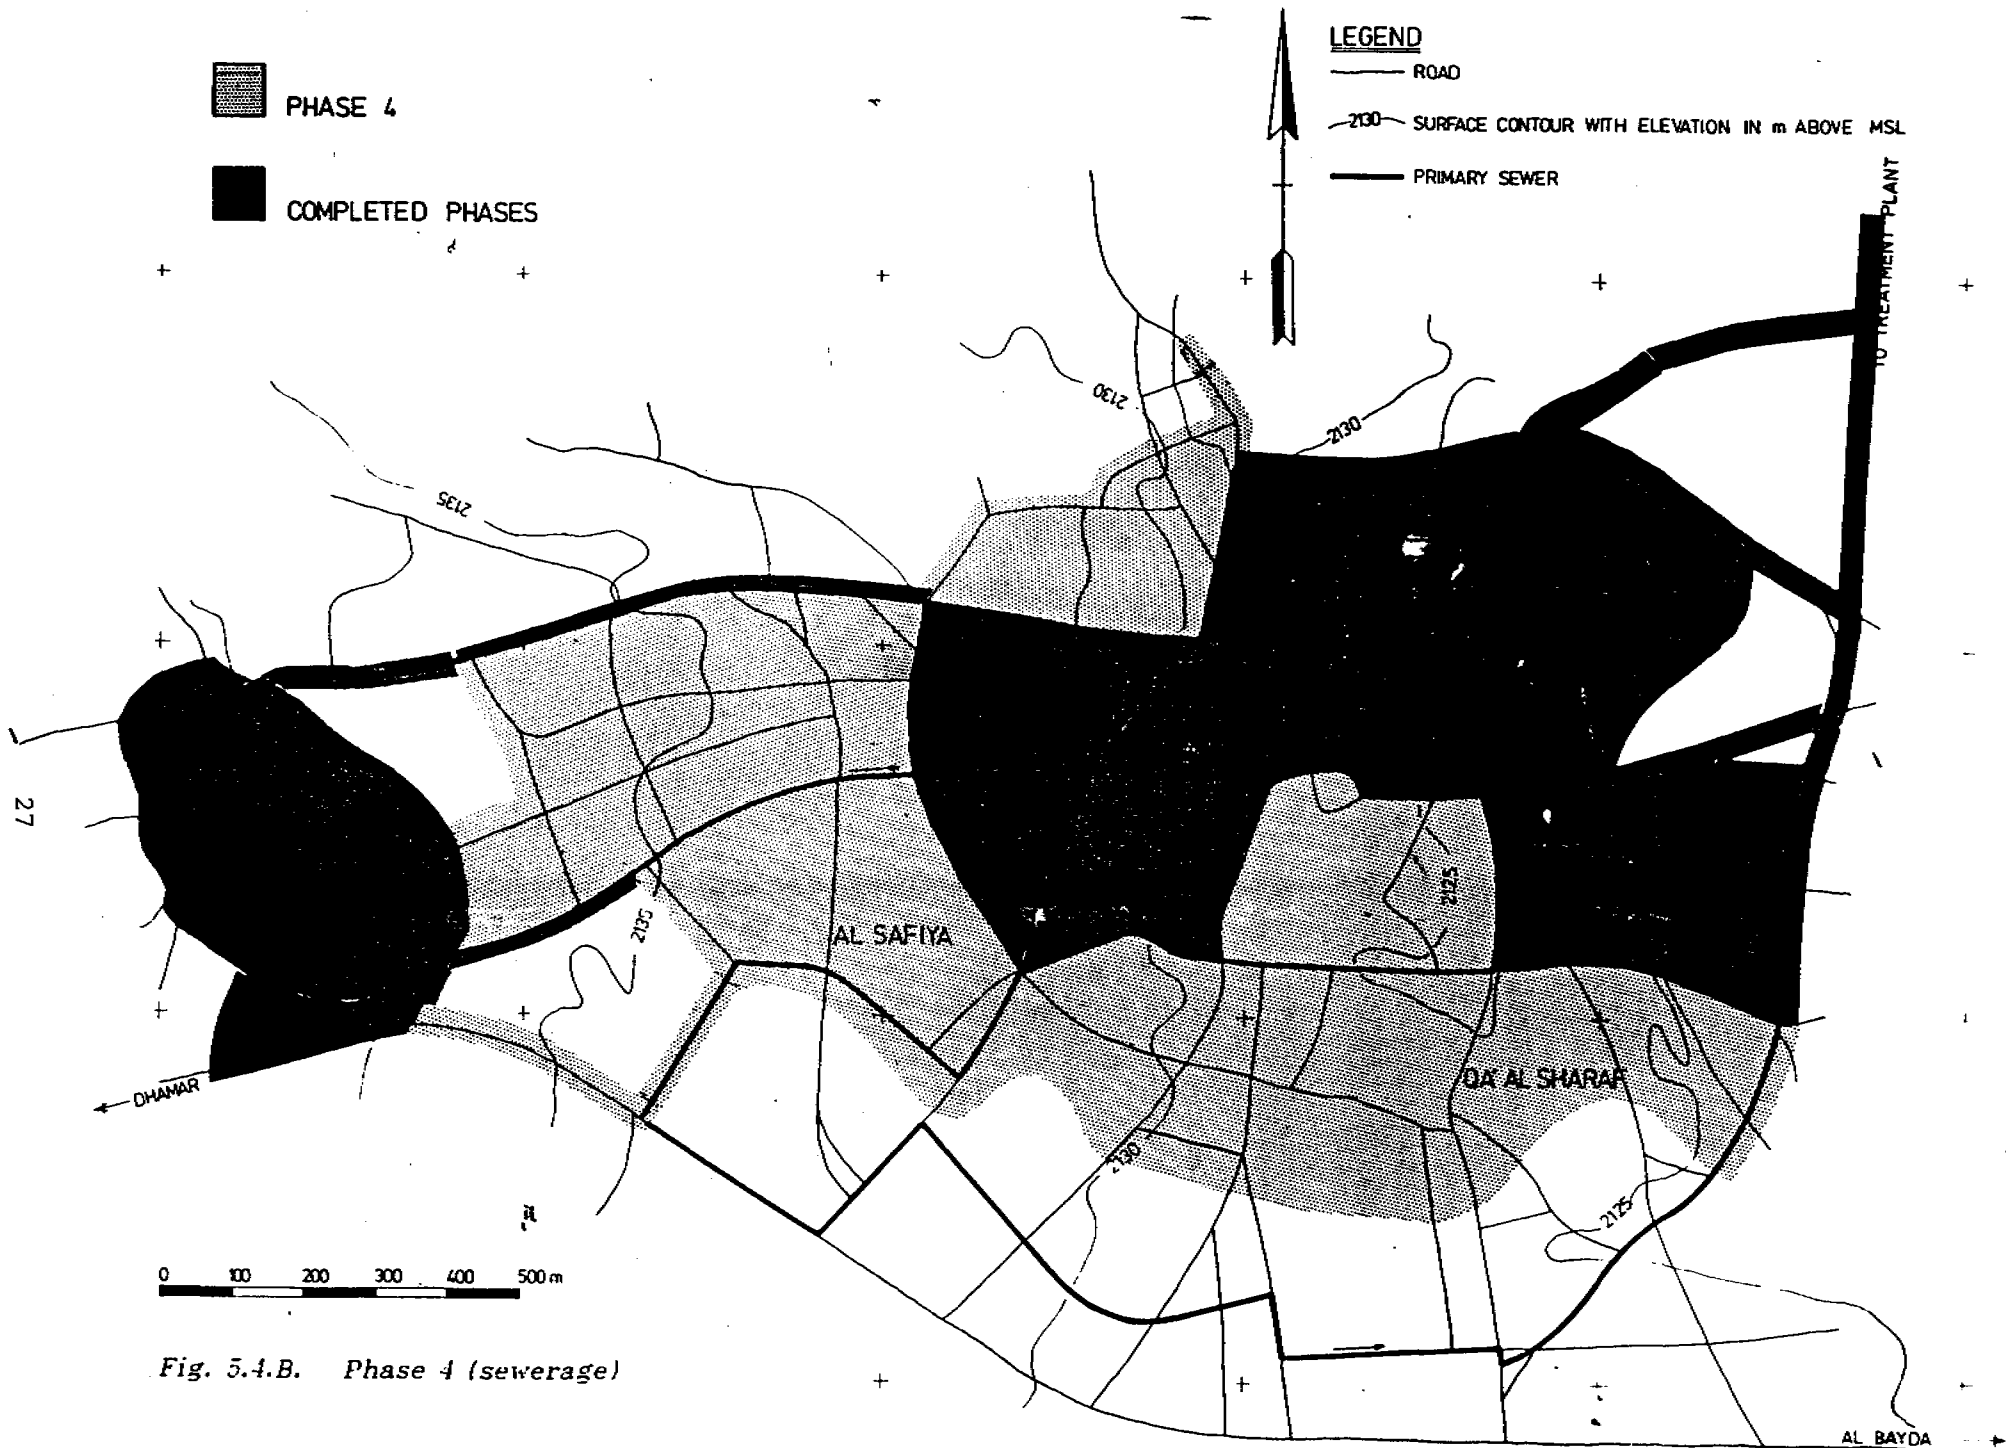 PHASE 4
COMPLETED PHASES
LEGEND
ROAD
2130 SURFACE CONTOUR WITH ELEVATION IN m ABOVE MSL
PRIMARY SEWER
TO TREATMENT PLANT
2130
2130
2135
2125
2130
AL SAFIYA
QA' AL SHARAF
DHAMAR
2130
2125
27
0 100 200 300 400 500 m
Fig. 3.4.B. Phase 4 (sewerage)
AL BAYDA